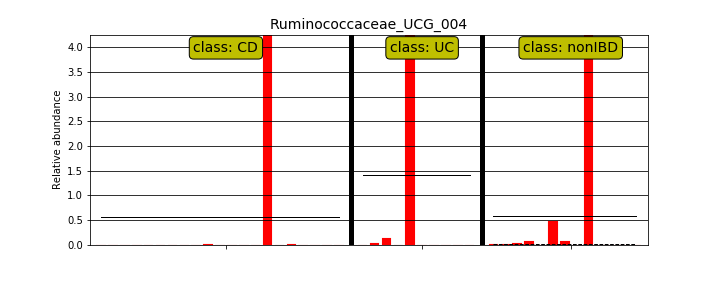 Ruminococcaceae_UCG_004
class: CD
class: UC
class: nonIBD
Relative abundance
4.0
3.5
3.0
2.5
2.0
1.5
1.0
0.5
0.0